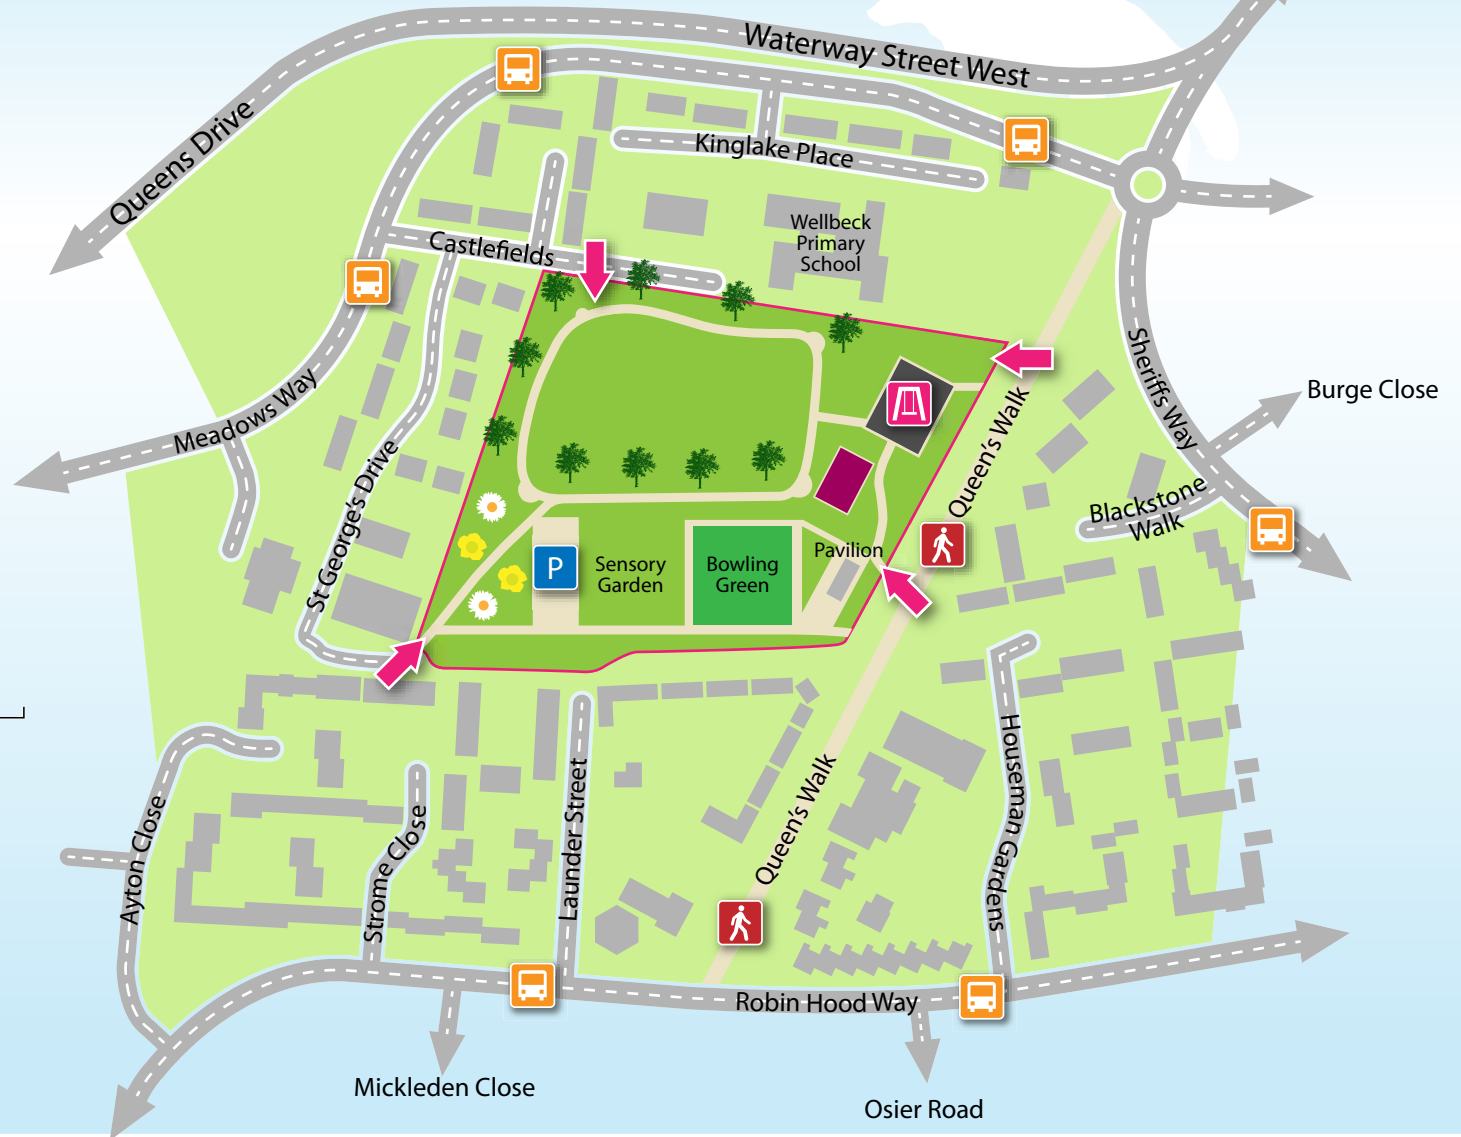 Waterway Street West
Queens Drive
Kinglake Place
Wellbeck
Primary
School
Castlefields
Sheriffs Way
Burge Close
Meadows Way
Queen's Walk
St George's Drive
Blackstone
Walk
P
Sensory
Garden
Bowling
Green
Pavilion
Houseman Gardens
Queen's Walk
Launder Street
Strome Close
Ayton Close
Robin Hood Way
Mickleden Close
Osier Road